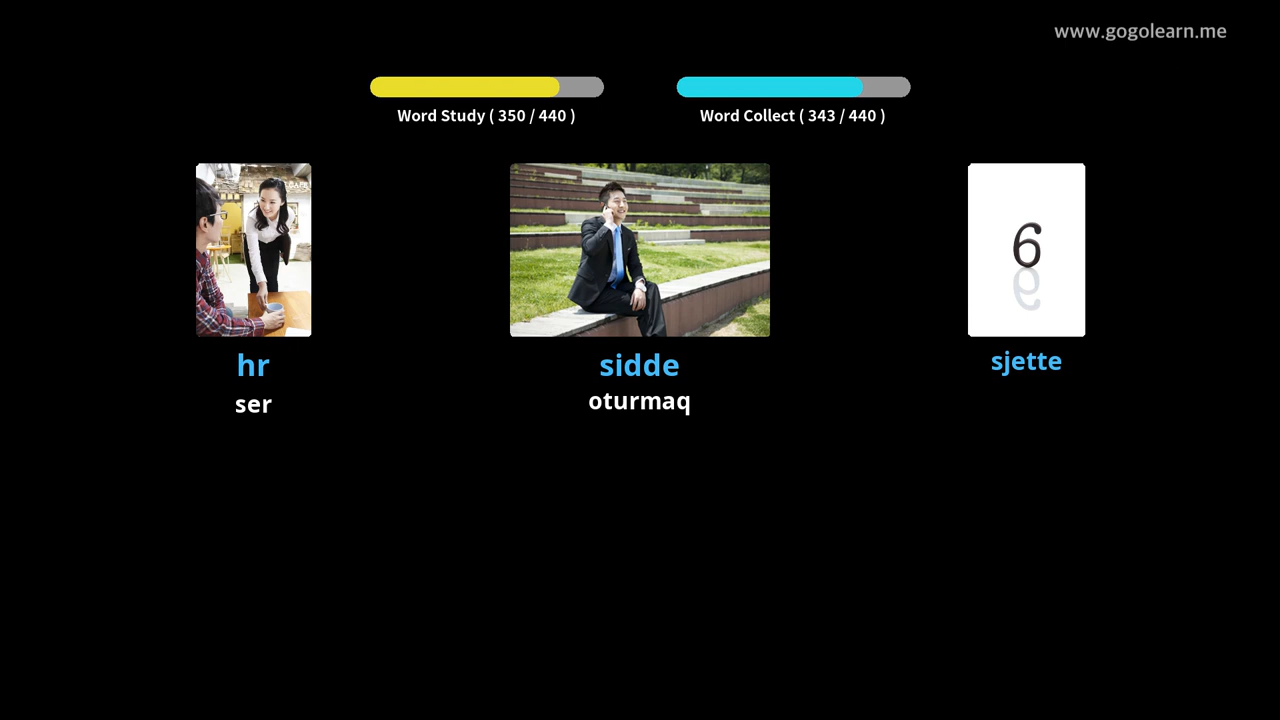 www.gogolearn.me
Word Study ( 350 / 440 )
Word Collect ( 343 / 440 )
6
hr
sidde
sjette
ser
oturmaq